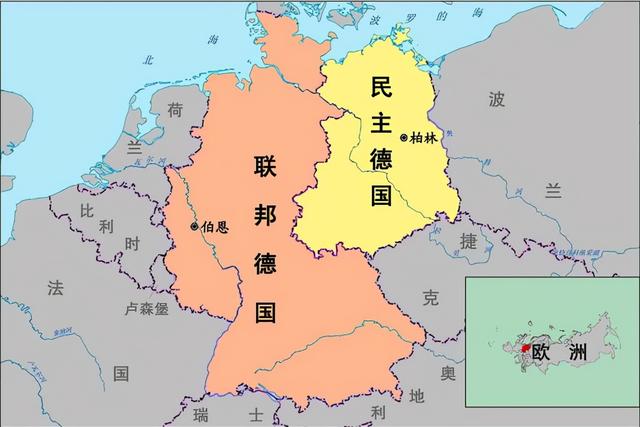 北海
波罗的海
荷兰
波兰
民主德国
柏林
联邦德国
伯恩
比利时
卢森堡
法国
捷克
奥地利
瑞士
欧洲